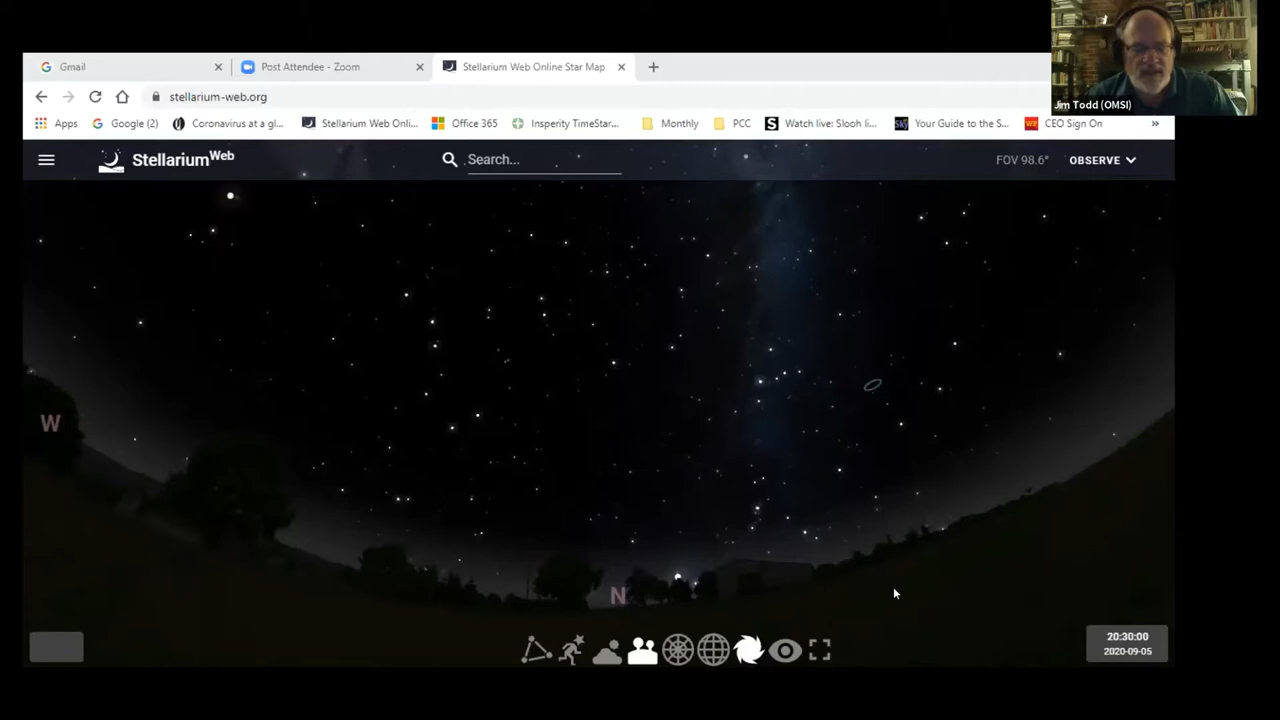 Gmail
Post Attendee - Zoom
Stellarium Web Online Star Map
Jim Todd (OMSI)
stellarium-web.org
Apps
Google (2)
Coronavirus at a gl...
Stellarium Web Onli...
Office 365
Insperity TimeStar...
Monthly
PCC
S
Watch live: Slooh li...
Sky
Your Guide to the S...
WF
CEO Sign On
»
Stellarium Web
Search...
FOV 98.6°
OBSERVE
W
N
20:30:00
2020-09-05